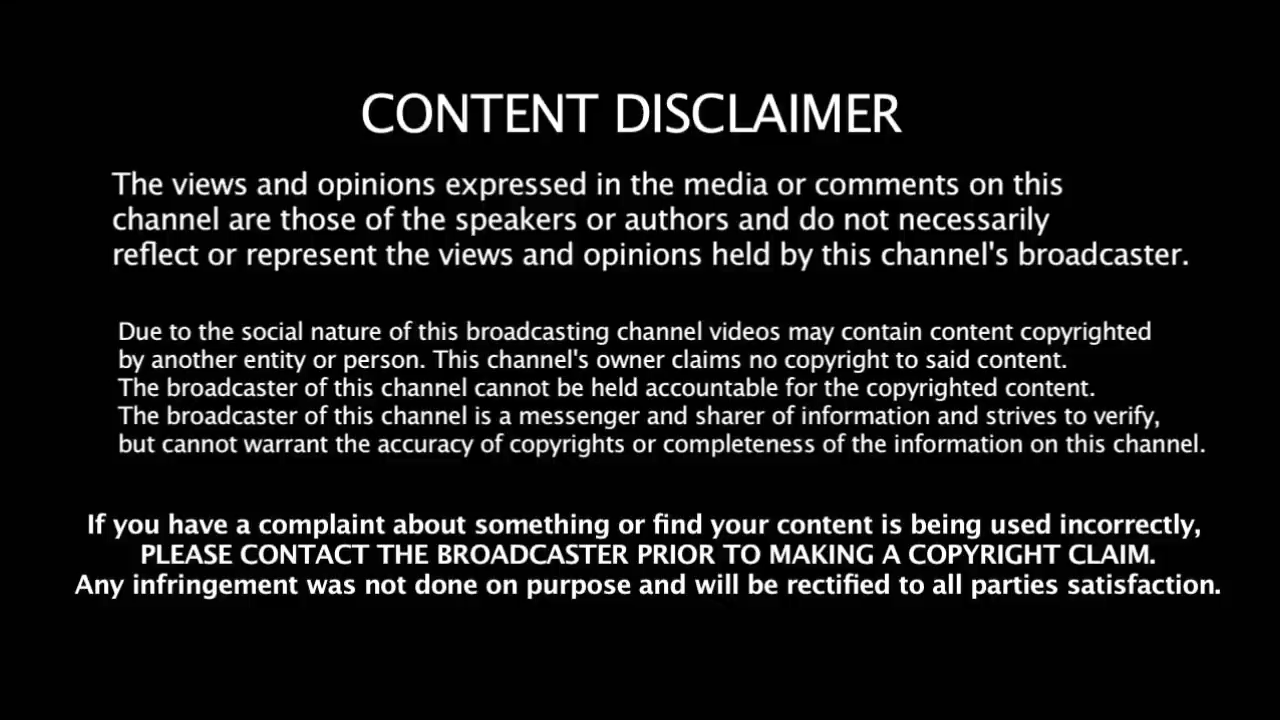 CONTENT DISCLAIMER
The views and opinions expressed in the media or comments on this
channel are those of the speakers or authors and do not necessarily
reflect or represent the views and opinions held by this channel's broadcaster.
Due to the social nature of this broadcasting channel videos may contain content copyrighted
by another entity or person. This channel's owner claims no copyright to said content.
The broadcaster of this channel cannot be held accountable for the copyrighted content.
The broadcaster of this channel is a messenger and sharer of information and strives to verify,
but cannot warrant the accuracy of copyrights or completeness of the information on this channel.
If you have a complaint about something or find your content is being used incorrectly,
PLEASE CONTACT THE BROADCASTER PRIOR TO MAKING A COPYRIGHT CLAIM.
Any infringement was not done on purpose and will be rectified to all parties satisfaction.